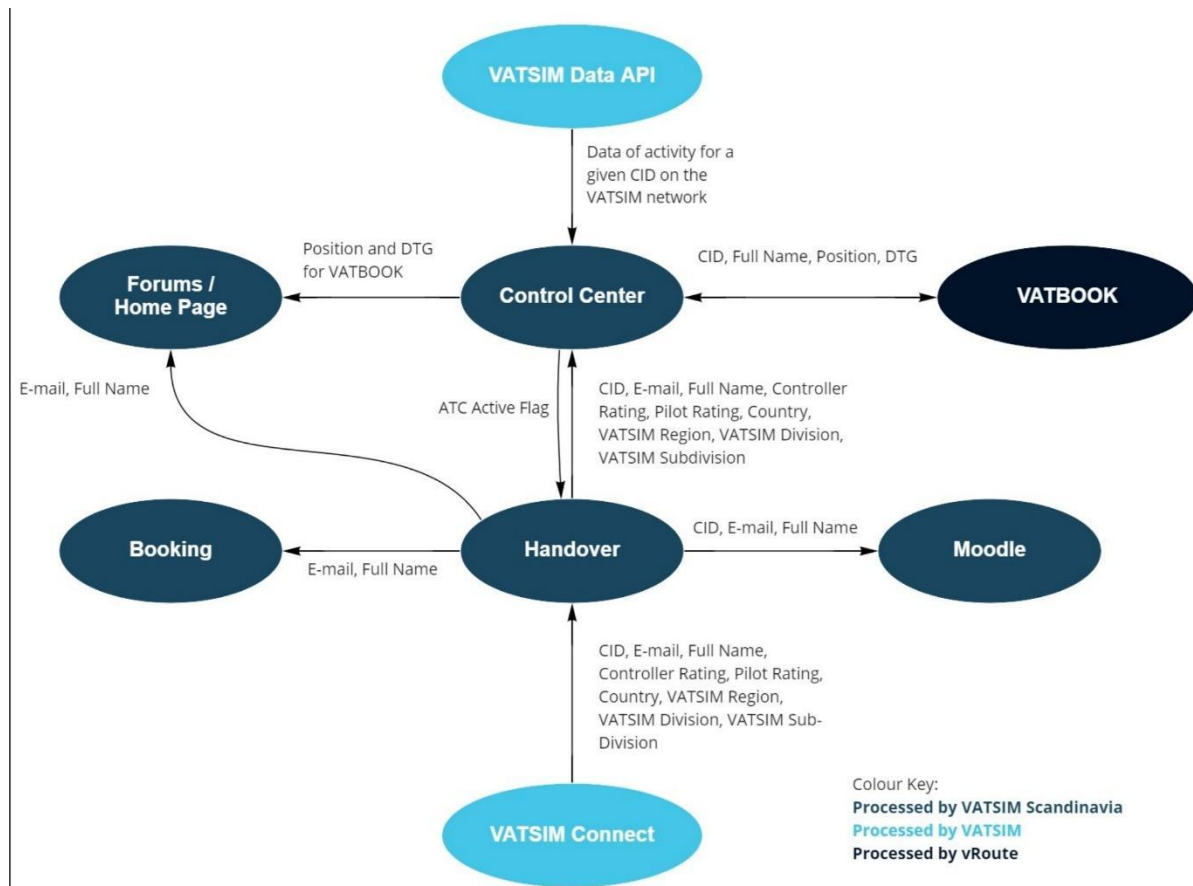 VATSIM Data API
Data of activity for a
given CID on the
VATSIM network
Forums /
Home Page
Position and DTG
for VATBOOK
Control Center
CID, Full Name, Position, DTG
VATBOOK
E-mail, Full Name
ATC Active Flag
CID, E-mail, Full Name, Controller
Rating, Pilot Rating, Country,
VATSIM Region, VATSIM Division,
VATSIM Subdivision
Booking
E-mail, Full Name
Handover
CID, E-mail, Full Name
Moodle
CID, E-mail, Full Name,
Controller Rating, Pilot Rating,
Country, VATSIM Region,
VATSIM Division, VATSIM Sub-
Division
VATSIM Connect
Colour Key:
Processed by VATSIM Scandinavia
Processed by VATSIM
Processed by vRoute